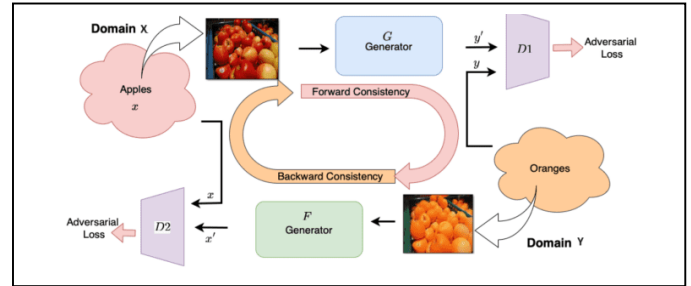 Domain X
Apples
x
G
Generator
y′
y
D1
Adversarial
Loss
Forward Consistency
Backward Consistency
Oranges
Domain Y
F
Generator
x
x′
D2
Adversarial
Loss